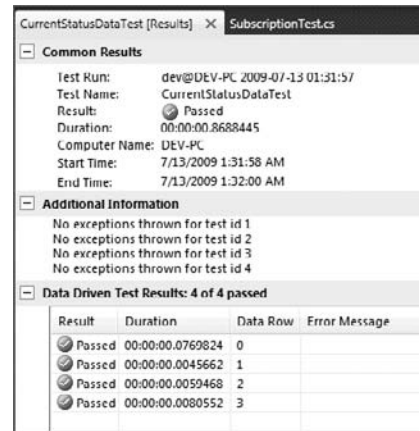 CurrentStatusDataTest [Results] X SubscriptionTest.cs
Common Results
Test Run: dev@DEV-PC 2009-07-13 01:31:57
Test Name: CurrentStatusDataTest
Result: Passed
Duration: 00:00:00.8688445
Computer Name: DEV-PC
Start Time: 7/13/2009 1:31:58 AM
End Time: 7/13/2009 1:32:00 AM
Additional Information
No exceptions thrown for test id 1
No exceptions thrown for test id 2
No exceptions thrown for test id 3
No exceptions thrown for test id 4
Data Driven Test Results: 4 of 4 passed
Result Duration Data Row Error Message
Passed 00:00:00.0769824 0
Passed 00:00:00.0045662 1
Passed 00:00:00.0059468 2
Passed 00:00:00.0080552 3